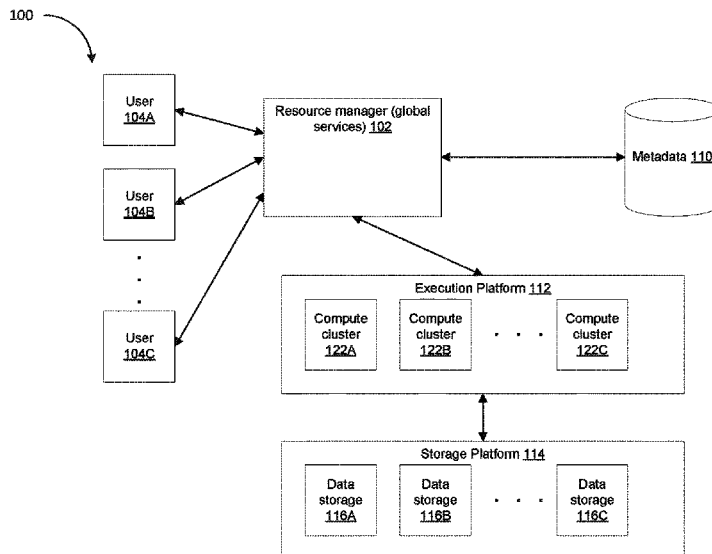 100
User
104A
Resource manager (global
services) 102
Metadata 110
User
104B
User
104C
Execution Platform 112
Compute
cluster
122A
Compute
cluster
122B
Compute
cluster
122C
Storage Platform 114
Data
storage
116A
Data
storage
116B
Data
storage
116C